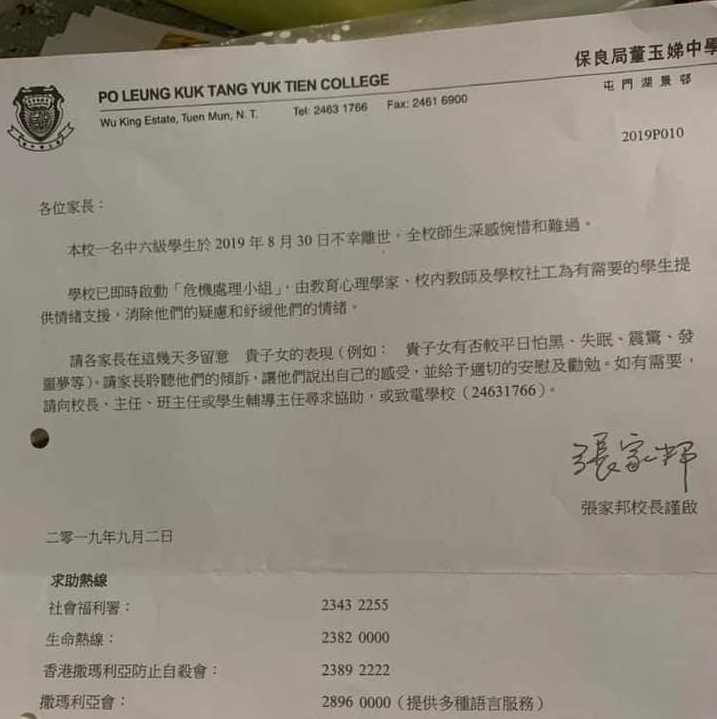 保良局董玉娣中學
PO LEUNG KUK TANG YUK TIEN COLLEGE
屯門湖景邨
Wu King Estate, Tuen Mun, N. T. Tel: 2463 1766 Fax: 2461 6900
2019P010
各位家長：
本校一名中六級學生於 2019 年 8 月 30 日不幸離世，全校師生深感惋惜和難過。
學校已即時啟動「危機處理小組」，由教育心理學家、校內教師及學校社工為有需要的學生提
供情緒支援，消除他們的疑慮和紓緩他們的情緒。
請各家長在這幾天多留意 貴子女的表現（例如： 貴子女有否較平日怕黑、失眠、震驚、發
噩夢等）。請家長聆聽他們的傾訴，讓他們說出自己的感受，並給予適切的安慰及勸勉。如有需要，
請向校長、主任、班主任或學生輔導主任尋求協助，或致電學校（24631766）。
張家邦校長謹啟
二零一九年九月二日
求助熱線
社會福利署： 2343 2255
生命熱線： 2382 0000
香港撒瑪利亞防止自殺會： 2389 2222
撒瑪利亞會： 2896 0000（提供多種語言服務）